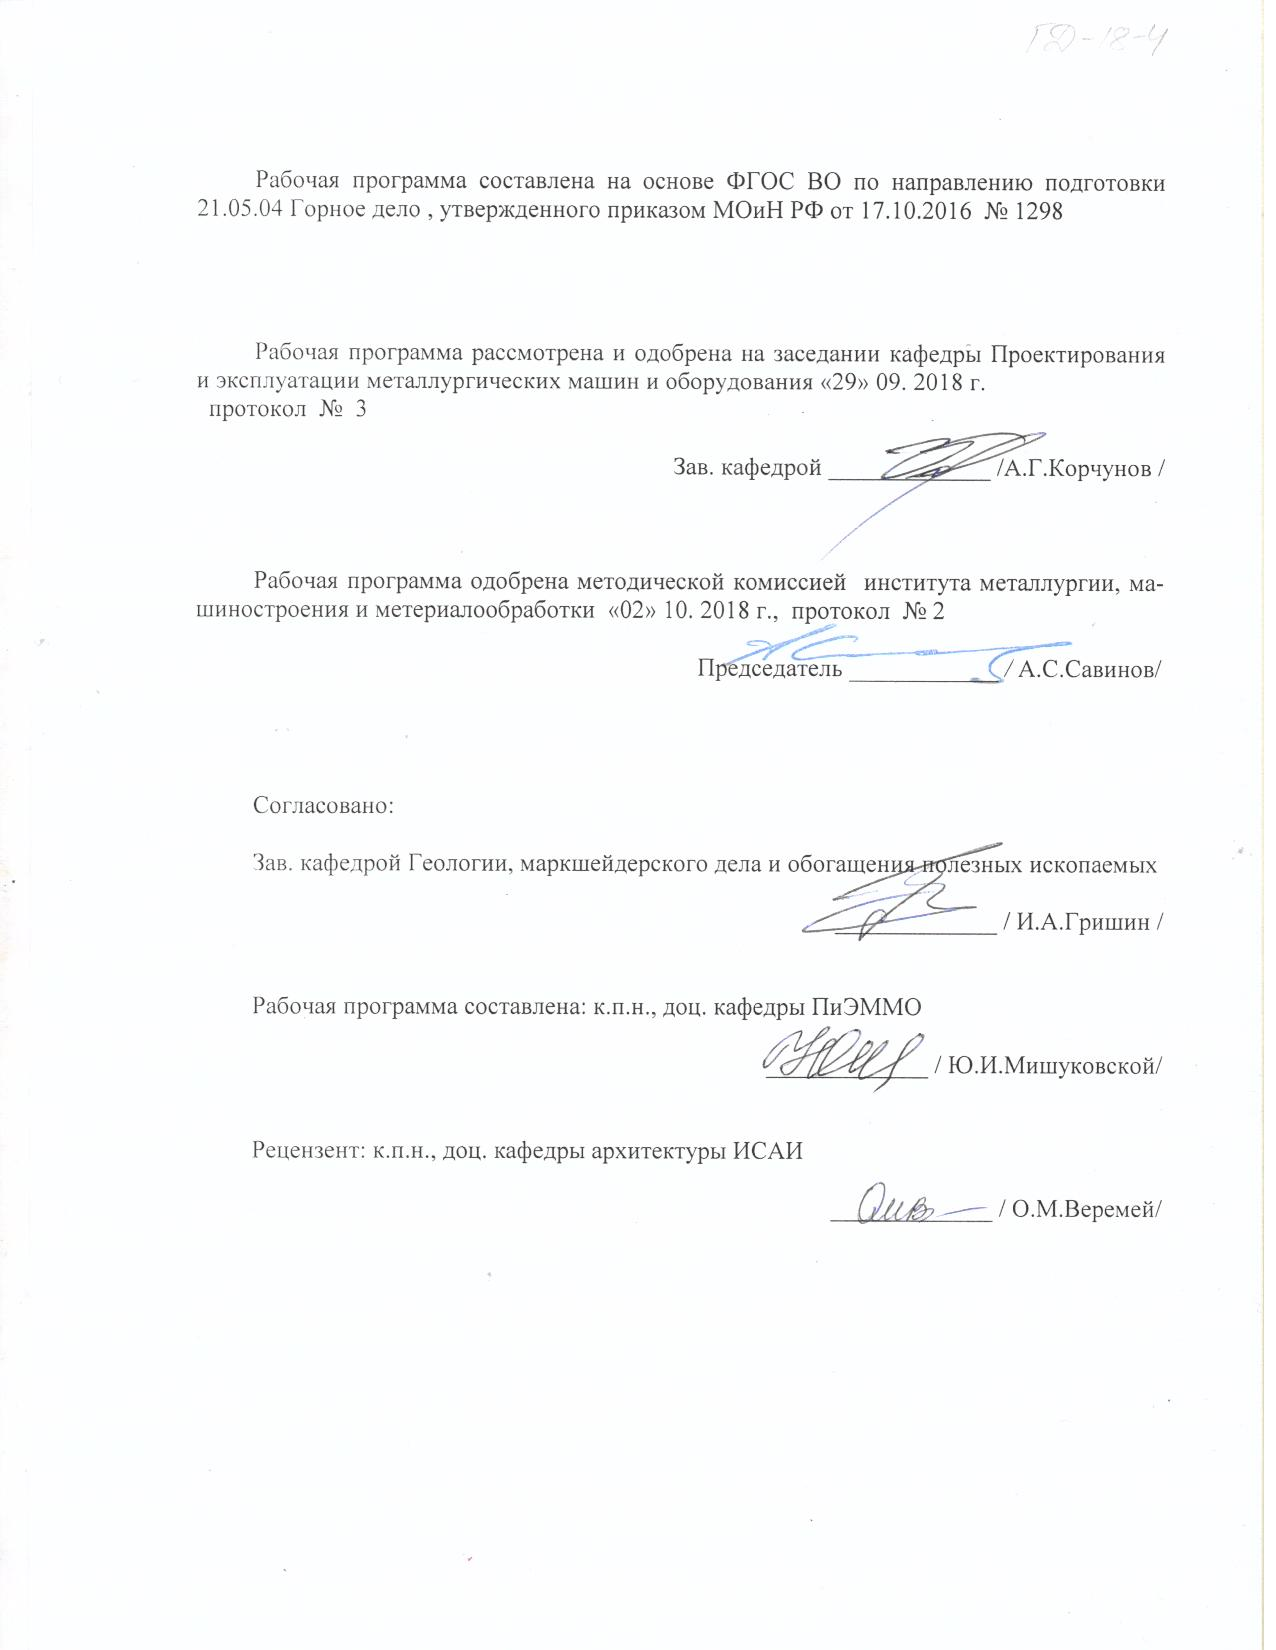 ГД-18-4
Рабочая программа составлена на основе ФГОС ВО по направлению подготовки
21.05.04 Горное дело , утвержденного приказом МОиН РФ от 17.10.2016 № 1298
Рабочая программа рассмотрена и одобрена на заседании кафедры Проектирования
и эксплуатации металлургических машин и оборудования «29» 09. 2018 г.
протокол № 3
Зав. кафедрой _____________ /А.Г.Корчунов /
Рабочая программа одобрена методической комиссией института металлургии, ма-
шиностроения и метериалообработки «02» 10. 2018 г., протокол № 2
Председатель ____________ / А.С.Савинов/
Согласовано:
Зав. кафедрой Геологии, маркшейдерского дела и обогащения полезных ископаемых
_____________ / И.А.Гришин /
Рабочая программа составлена: к.п.н., доц. кафедры ПиЭММО
_____________ / Ю.И.Мишуковской/
Рецензент: к.п.н., доц. кафедры архитектуры ИСАИ
_____________ / О.М.Веремей/